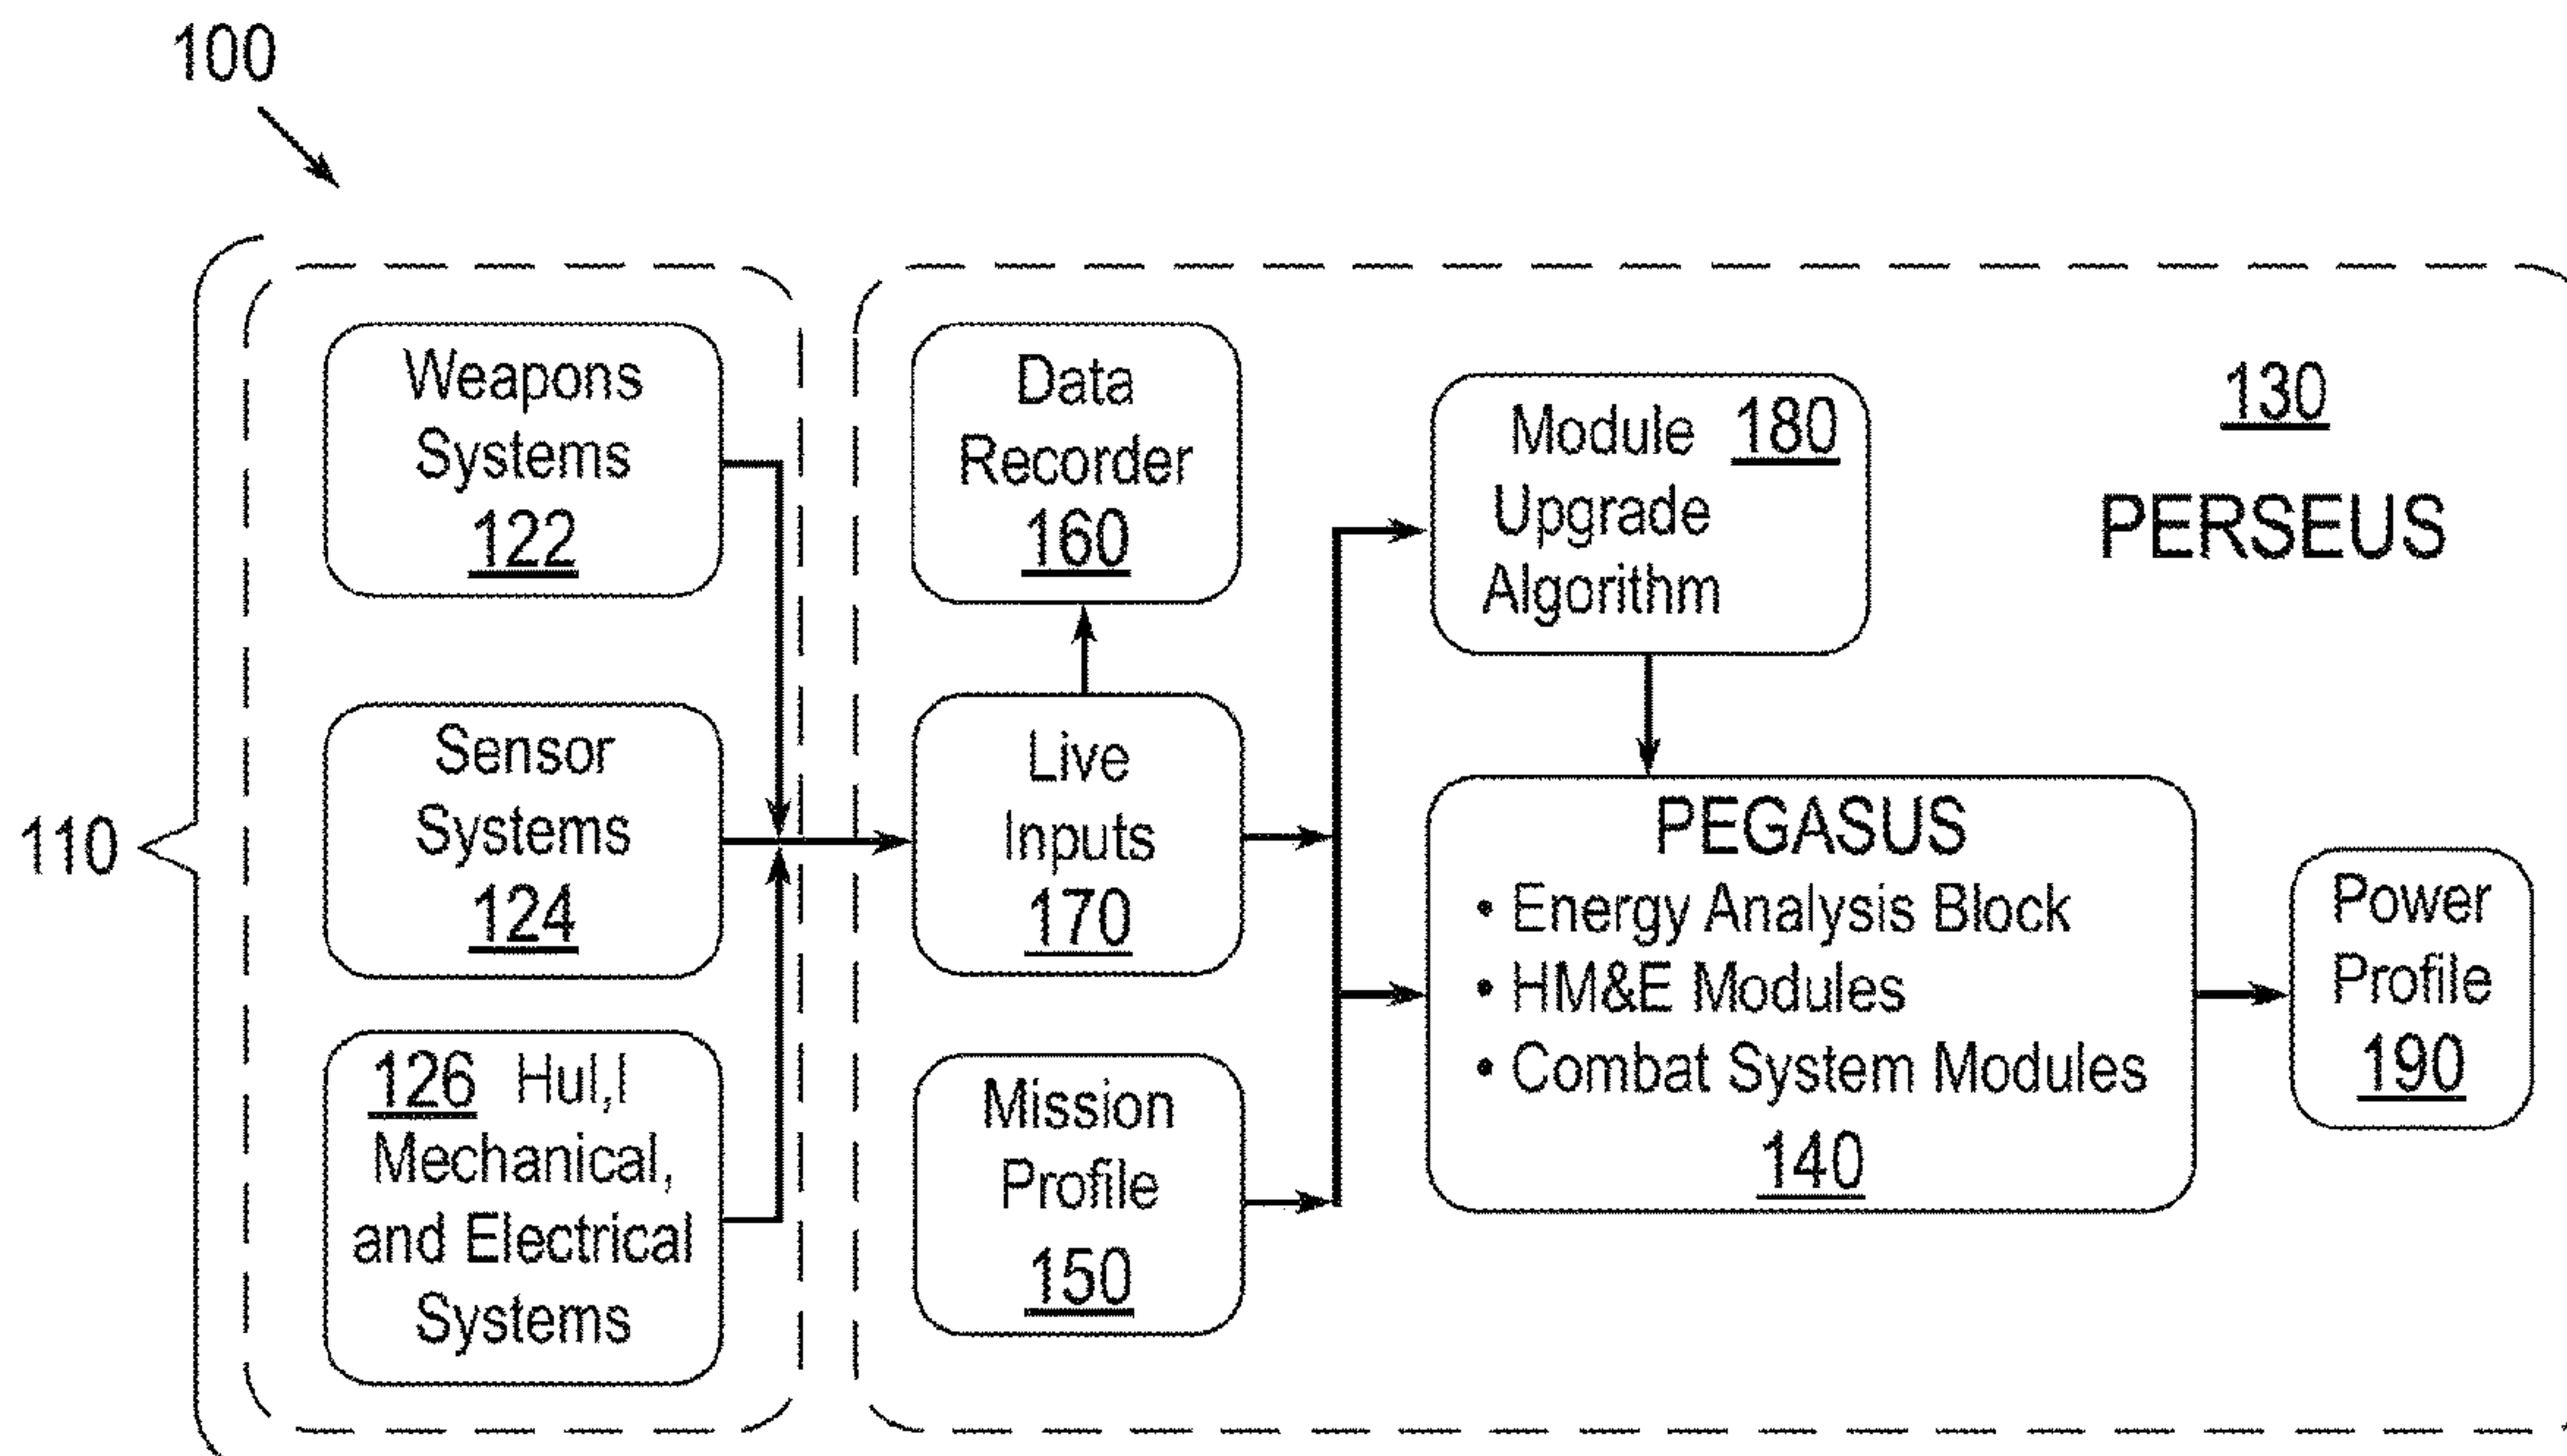 100
110
Weapons
Systems
122
Sensor
Systems
124
126 Hul,l
Mechanical,
and Electrical
Systems
Data
Recorder
160
Live
Inputs
170
Mission
Profile
150
Module 180
Upgrade
Algorithm
130
PERSEUS
PEGASUS
• Energy Analysis Block
• HM&E Modules
• Combat System Modules
140
Power
Profile
190